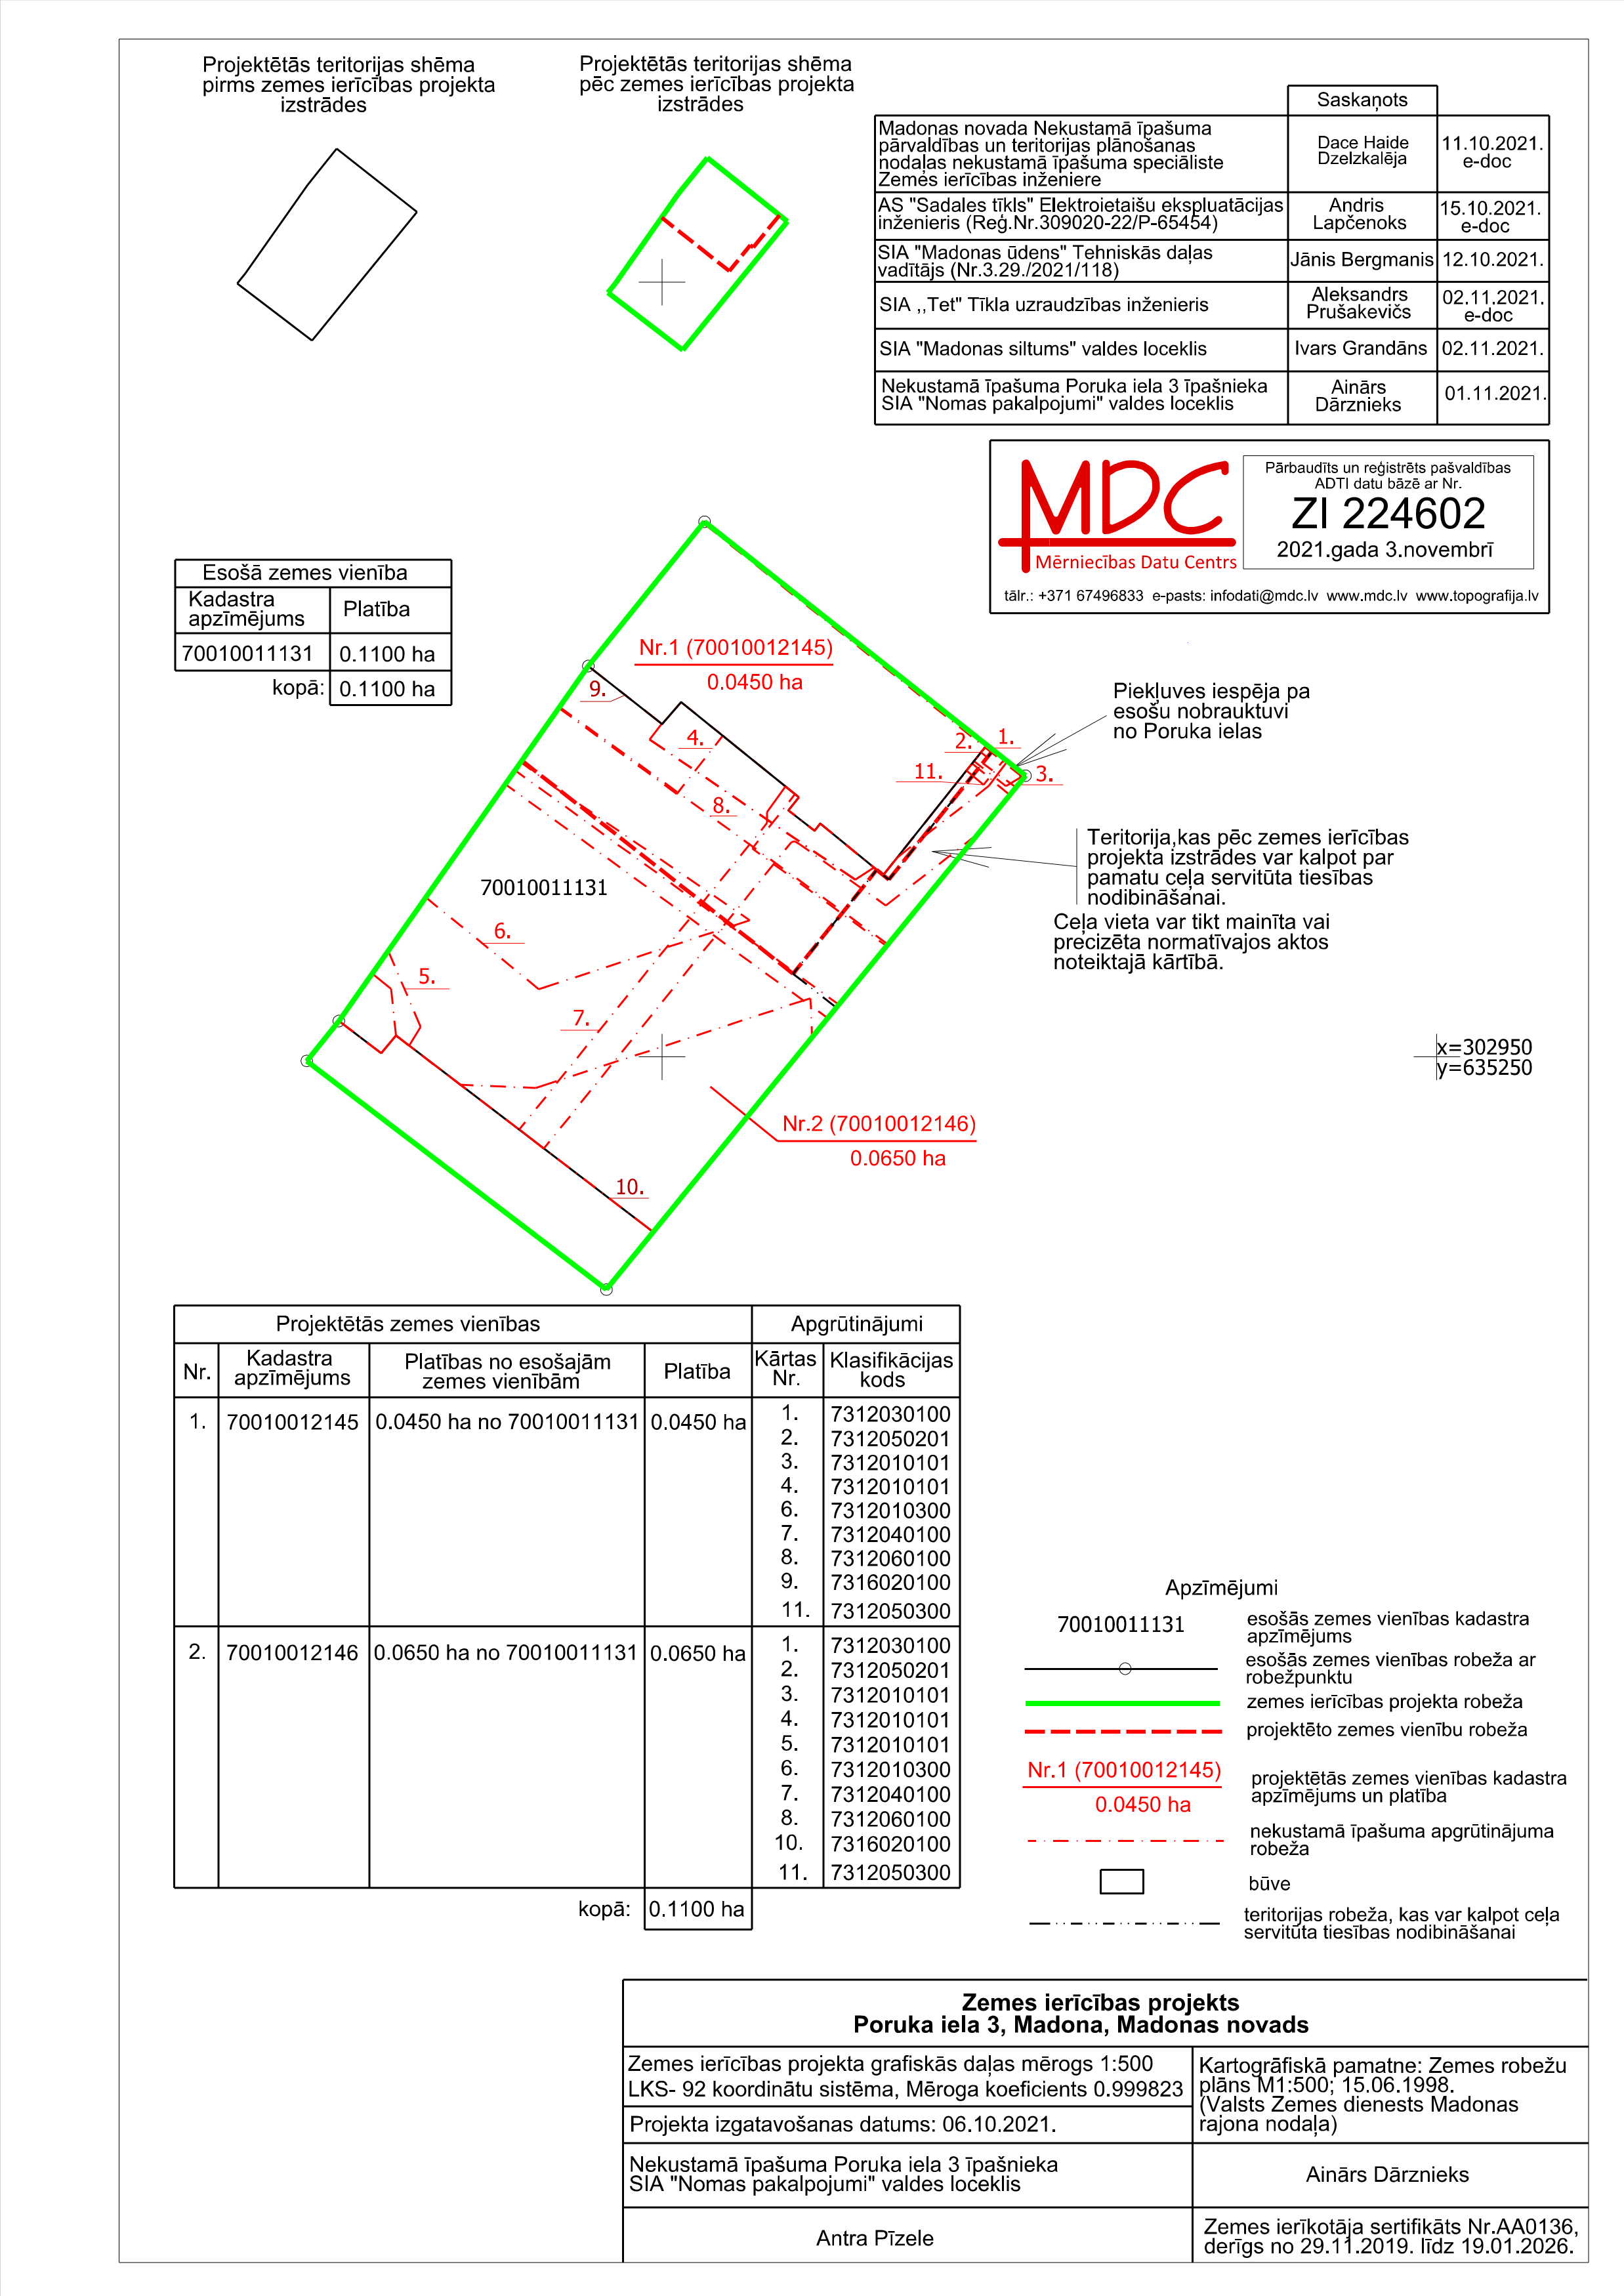 Projektētās teritorijas shēma
pirms zemes ierīcības projekta
izstrādes
Projektētās teritorijas shēma
pēc zemes ierīcības projekta
izstrādes
Saskaņots
Madonas novada Nekustamā īpašuma
pārvaldības un teritorijas plānošanas
nodaļas nekustamā īpašuma speciāliste
Zemes ierīcības inženiere
Dace Haide
Dzelzkalēja
11.10.2021.
e-doc
AS "Sadales tīkls" Elektroietaišu ekspluatācijas
inženieris (Reģ.Nr.309020-22/P-65454)
Andris
Lapčenoks
15.10.2021.
e-doc
SIA "Madonas ūdens" Tehniskās daļas
vadītājs (Nr.3.29./2021/118)
Jānis Bergmanis
12.10.2021.
SIA ,,Tet" Tīkla uzraudzības inženieris
Aleksandrs
Prušakevičs
02.11.2021.
e-doc
SIA "Madonas siltums" valdes loceklis
Ivars Grandāns
02.11.2021.
Nekustamā īpašuma Poruka iela 3 īpašnieka
SIA "Nomas pakalpojumi" valdes loceklis
Ainārs
Dārznieks
01.11.2021.
MDC
Mērniecības Datu Centrs
Pārbaudīts un reģistrēts pašvaldības
ADTI datu bāzē ar Nr.
ZI 224602
2021.gada 3.novembrī
tālr.: +371 67496833 e-pasts: infodati@mdc.lv www.mdc.lv www.topografija.lv
Esošā zemes vienība
Kadastra
apzīmējums
Platība
70010011131
0.1100 ha
kopā:
0.1100 ha
Nr.1 (70010012145)
0.0450 ha
9.
4.
8.
2.
1.
11.
3.
Piekļuves iespēja pa
esošu nobrauktuvi
no Poruka ielas
Teritorija,kas pēc zemes ierīcības
projekta izstrādes var kalpot par
pamatu ceļa servitūta tiesības
nodibināšanai.
Ceļa vieta var tikt mainīta vai
precizēta normatīvajos aktos
noteiktajā kārtībā.
70010011131
6.
5.
7.
x=302950
y=635250
Nr.2 (70010012146)
0.0650 ha
10.
Projektētās zemes vienības
Apgrūtinājumi
Nr.
Kadastra
apzīmējums
Platības no esošajām
zemes vienībām
Platība
Kārtas
Nr.
Klasifikācijas
kods
1.
70010012145
0.0450 ha no 70010011131
0.0450 ha
1. 7312030100
2. 7312050201
3. 7312010101
4. 7312010101
6. 7312010300
7. 7312040100
8. 7312060100
9. 7316020100
11. 7312050300
2.
70010012146
0.0650 ha no 70010011131
0.0650 ha
1. 7312030100
2. 7312050201
3. 7312010101
4. 7312010101
5. 7312010101
6. 7312010300
7. 7312040100
8. 7312060100
10. 7316020100
11. 7312050300
kopā:
0.1100 ha
Apzīmējumi
70010011131
esošās zemes vienības kadastra
apzīmējums
esošās zemes vienības robeža ar
robežpunktu
zemes ierīcības projekta robeža
projektēto zemes vienību robeža
Nr.1 (70010012145)
0.0450 ha
projektētās zemes vienības kadastra
apzīmējums un platība
nekustamā īpašuma apgrūtinājuma
robeža
būve
teritorijas robeža, kas var kalpot ceļa
servitūta tiesības nodibināšanai
Zemes ierīcības projekts
Poruka iela 3, Madona, Madonas novads
Zemes ierīcības projekta grafiskās daļas mērogs 1:500
LKS- 92 koordinātu sistēma, Mēroga koeficients 0.999823
Projekta izgatavošanas datums: 06.10.2021.
Kartogrāfiskā pamatne: Zemes robežu
plāns M1:500; 15.06.1998.
(Valsts Zemes dienests Madonas
rajona nodaļa)
Nekustamā īpašuma Poruka iela 3 īpašnieka
SIA "Nomas pakalpojumi" valdes loceklis
Ainārs Dārznieks
Antra Pīzele
Zemes ierīkotāja sertifikāts Nr.AA0136,
derīgs no 29.11.2019. līdz 19.01.2026.